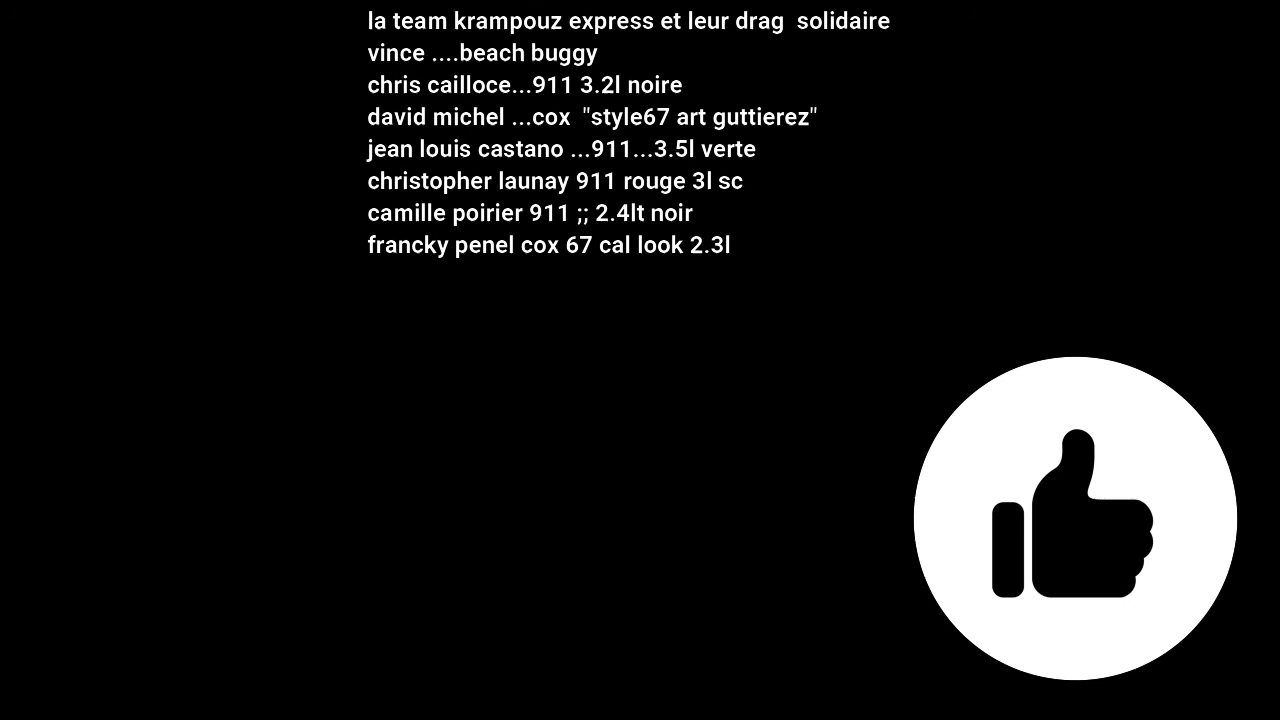 la team krampouz express et leur drag  solidaire
vince ....beach buggy
chris cailloce...911 3.2l noire
david michel ...cox  "style67 art guttierez"
jean louis castano ...911...3.5l verte
christopher launay 911 rouge 3l sc
camille poirier 911 ;; 2.4lt noir
francky penel cox 67 cal look 2.3l